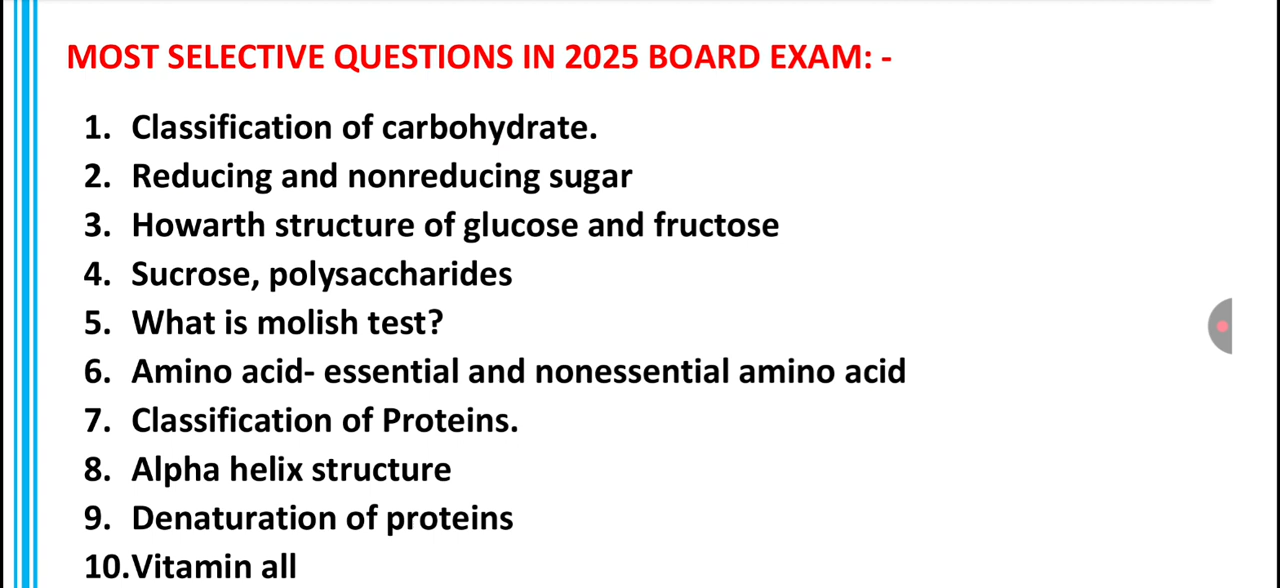 MOST SELECTIVE QUESTIONS IN 2025 BOARD EXAM: -
1. Classification of carbohydrate.
2. Reducing and nonreducing sugar
3. Howarth structure of glucose and fructose
4. Sucrose, polysaccharides
5. What is molish test?
6. Amino acid- essential and nonessential amino acid
7. Classification of Proteins.
8. Alpha helix structure
9. Denaturation of proteins
10.Vitamin all